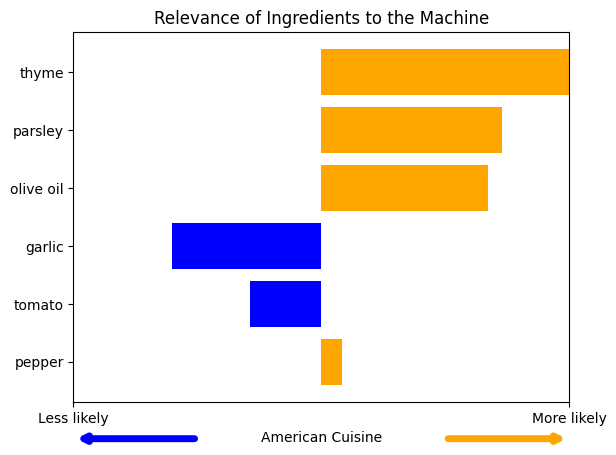 Relevance of Ingredients to the Machine
thyme
parsley
olive oil
garlic
tomato
pepper
Less likely
More likely
American Cuisine